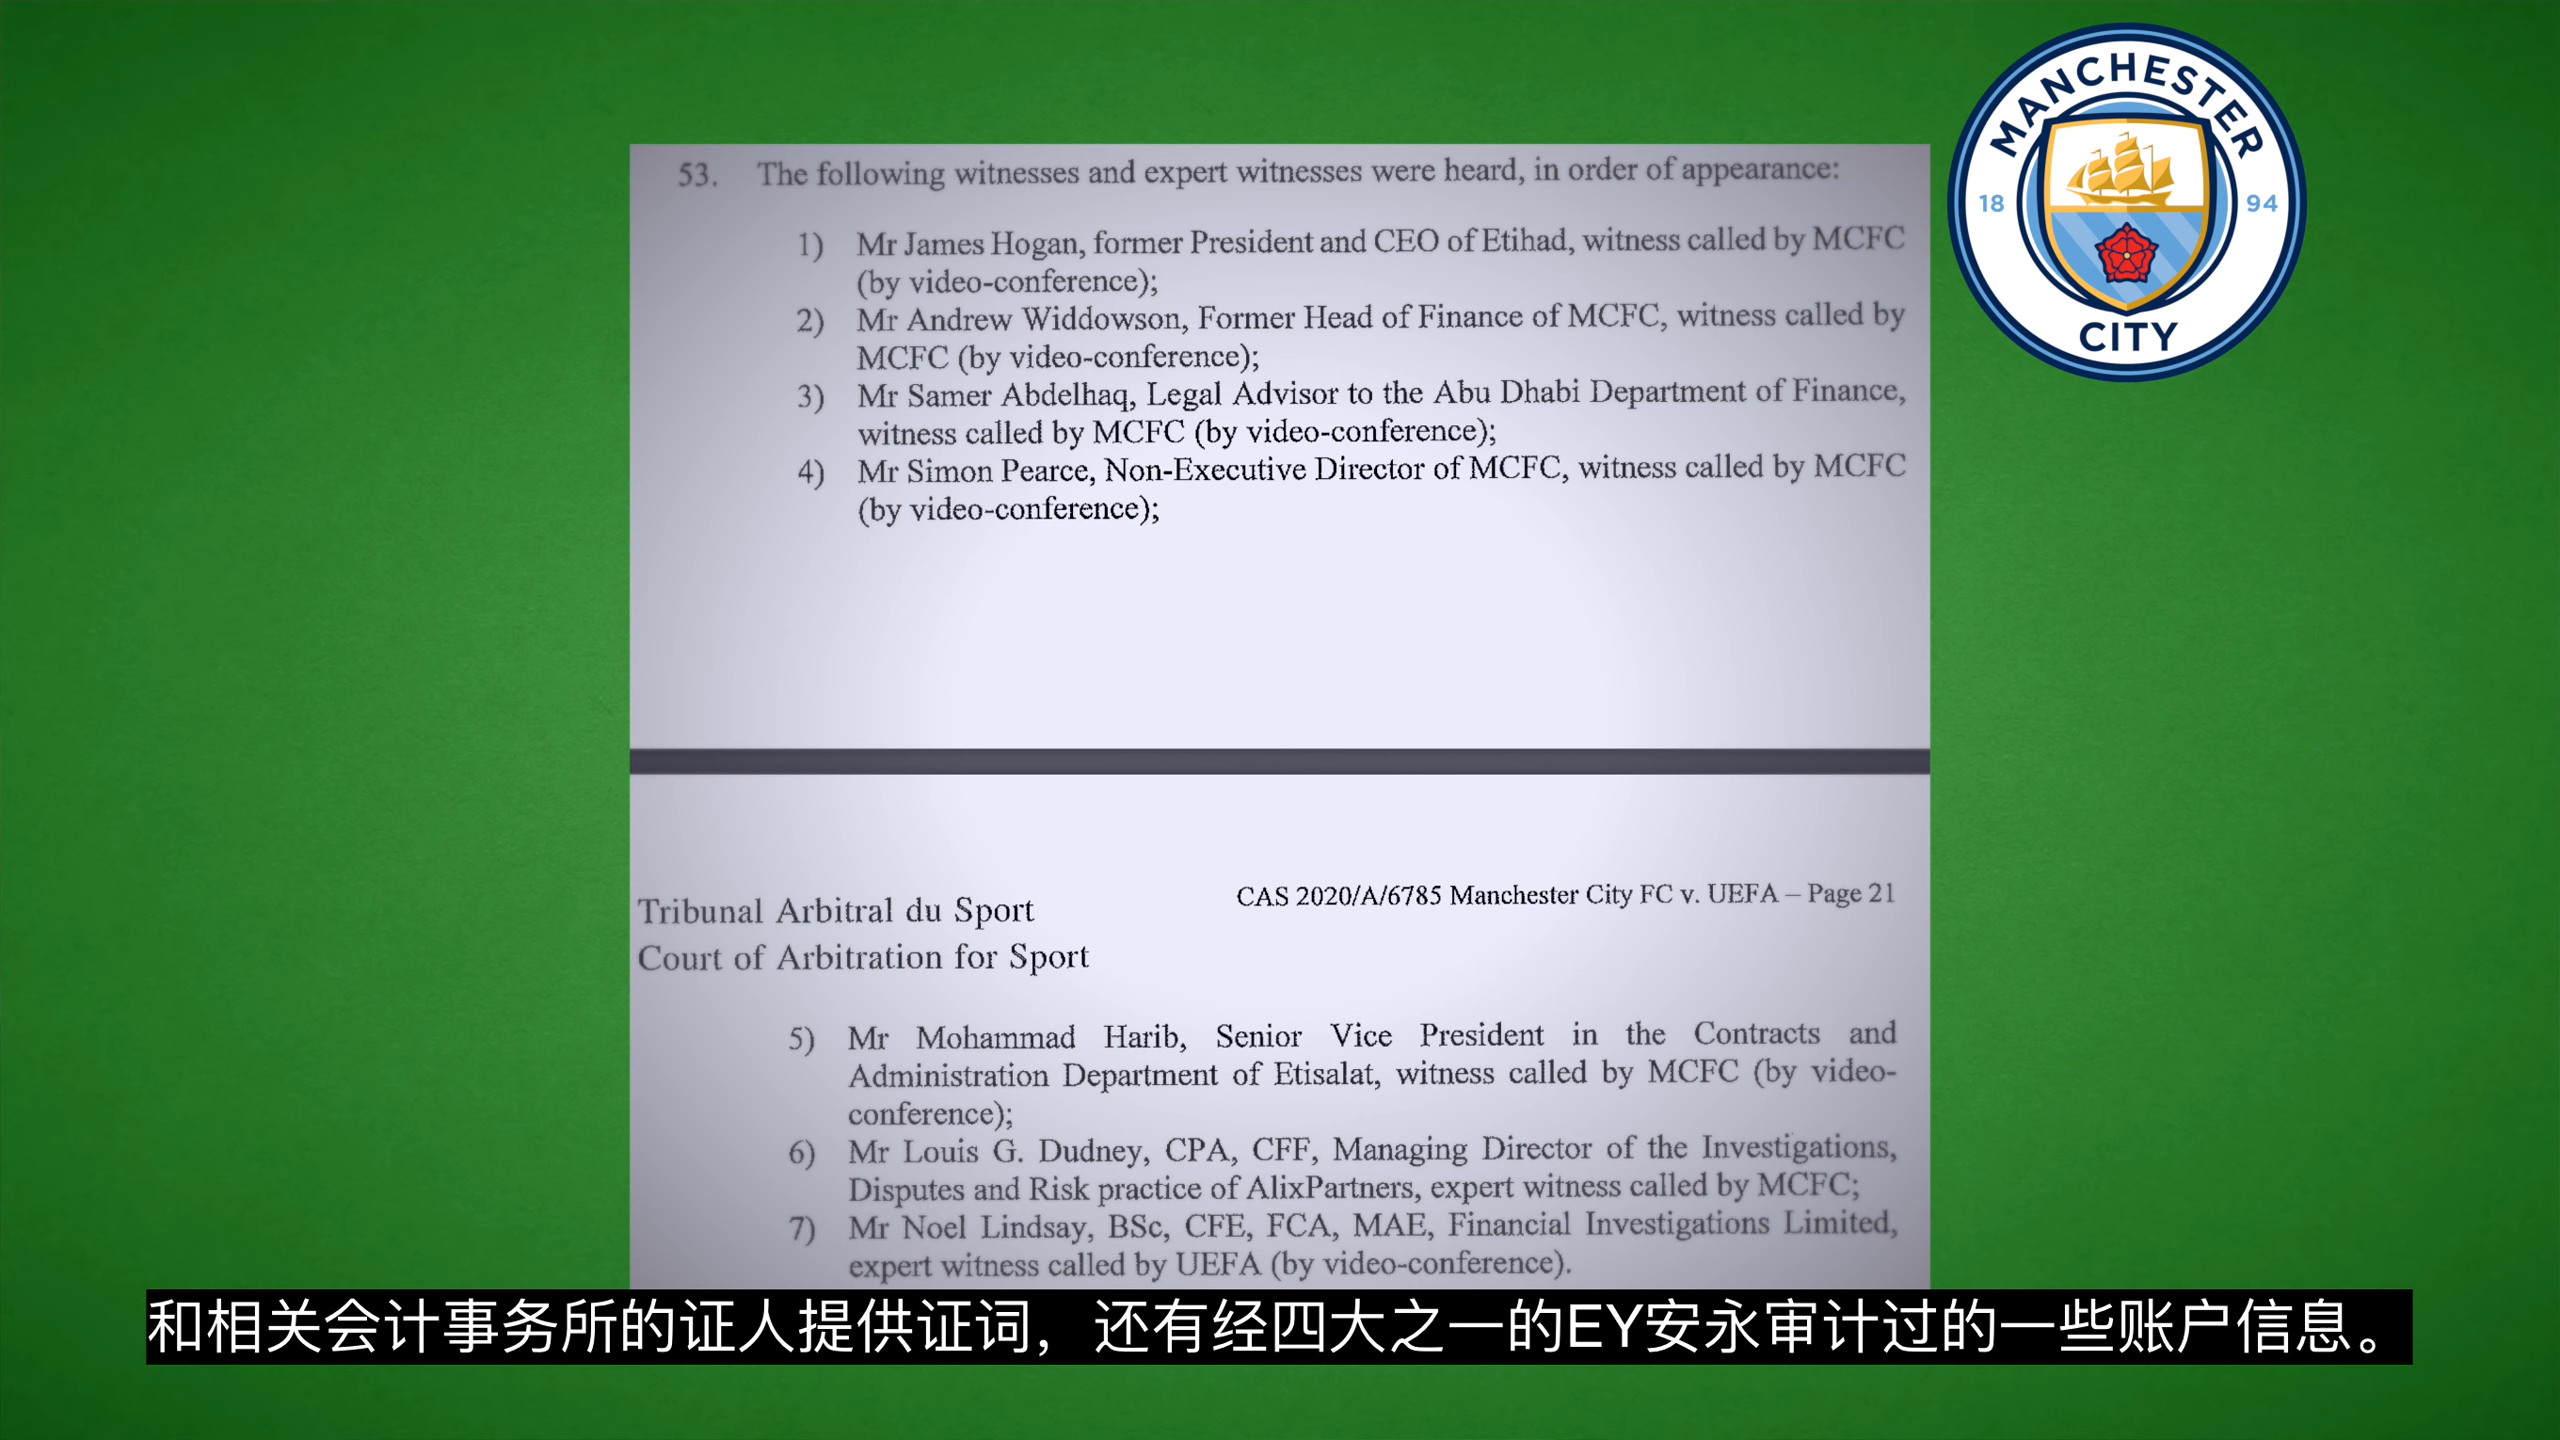 MANCHESTER
18 94
CITY
53. The following witnesses and expert witnesses were heard, in order of appearance:
1) Mr James Hogan, former President and CEO of Etihad, witness called by MCFC
(by video-conference);
2) Mr Andrew Widdowson, Former Head of Finance of MCFC, witness called by
MCFC (by video-conference);
3) Mr Samer Abdelhaq, Legal Advisor to the Abu Dhabi Department of Finance,
witness called by MCFC (by video-conference);
4) Mr Simon Pearce, Non-Executive Director of MCFC, witness called by MCFC
(by video-conference);
CAS 2020/A/6785 Manchester City FC v. UEFA – Page 21
Tribunal Arbitral du Sport
Court of Arbitration for Sport
5) Mr Mohammad Harib, Senior Vice President in the Contracts and
Administration Department of Etisalat, witness called by MCFC (by video-
conference);
6) Mr Louis G. Dudney, CPA, CFF, Managing Director of the Investigations,
Disputes and Risk practice of AlixPartners, expert witness called by MCFC;
7) Mr Noel Lindsay, BSc, CFE, FCA, MAE, Financial Investigations Limited,
expert witness called by UEFA (by video-conference).
和相关会计事务所的证人提供证词，还有经四大之一的EY安永审计过的一些账户信息。